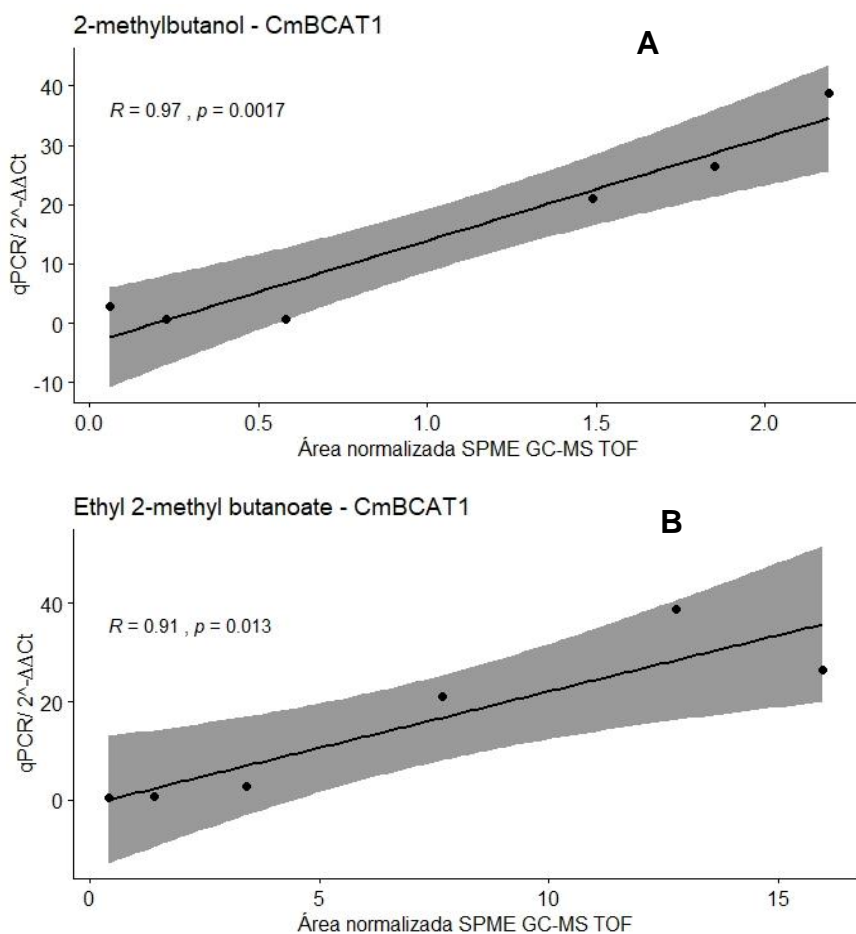 2-methylbutanol - CmBCAT1
A
R = 0.97 , p = 0.0017
qPCR/ 2^-ΔΔCt
40
30
20
10
0
-10
0.0 0.5 1.0 1.5 2.0
Área normalizada SPME GC-MS TOF
Ethyl 2-methyl butanoate - CmBCAT1
B
R = 0.91 , p = 0.013
qPCR/ 2^-ΔΔCt
40
20
0
0 5 10 15
Área normalizada SPME GC-MS TOF